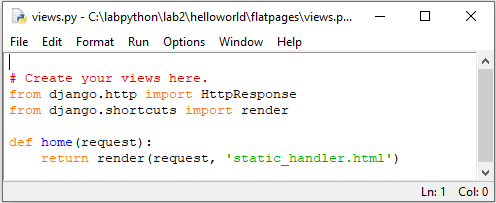 views.py - C:\labpython\lab2\helloworld\flatpages\views.p...
File Edit Format Run Options Window Help
# Create your views here.
from django.http import HttpResponse
from django.shortcuts import render
def home(request):
    return render(request, 'static_handler.html')
Ln: 1 Col: 0